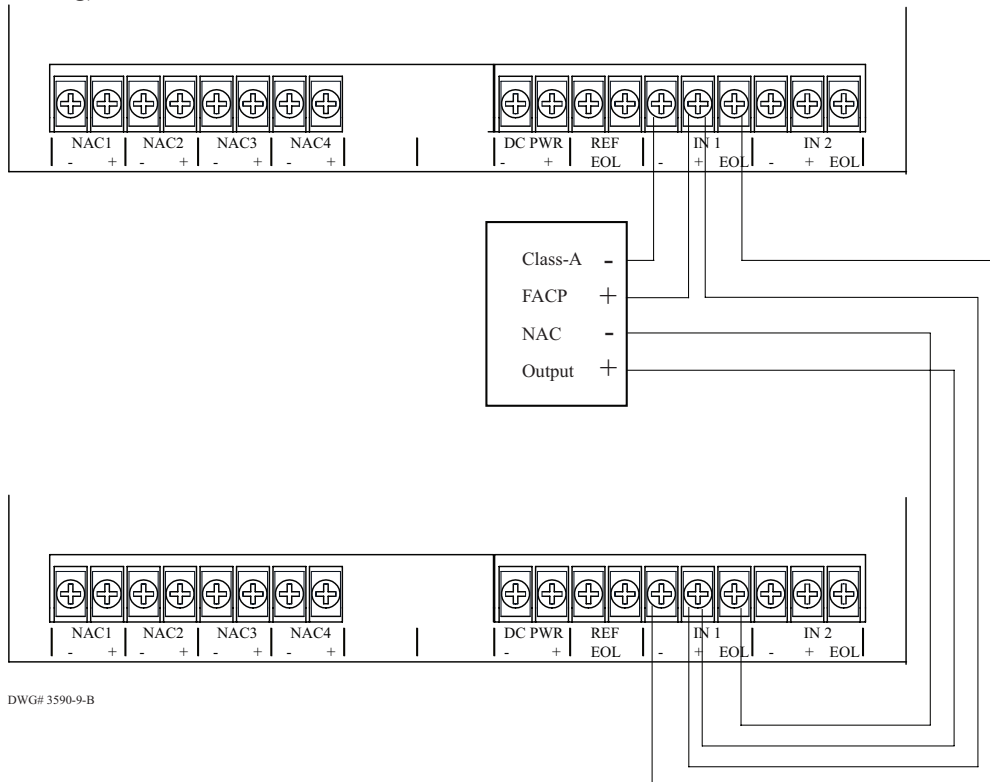 NAC1 NAC2 NAC3 NAC4 DC PWR REF IN 1 IN 2
- + - + - + - + - + EOL - + EOL - + EOL
Class-A -
FACP +
NAC -
Output +
NAC1 NAC2 NAC3 NAC4 DC PWR REF IN 1 IN 2
- + - + - + - + - + EOL - + EOL - + EOL
DWG# 3590-9-B